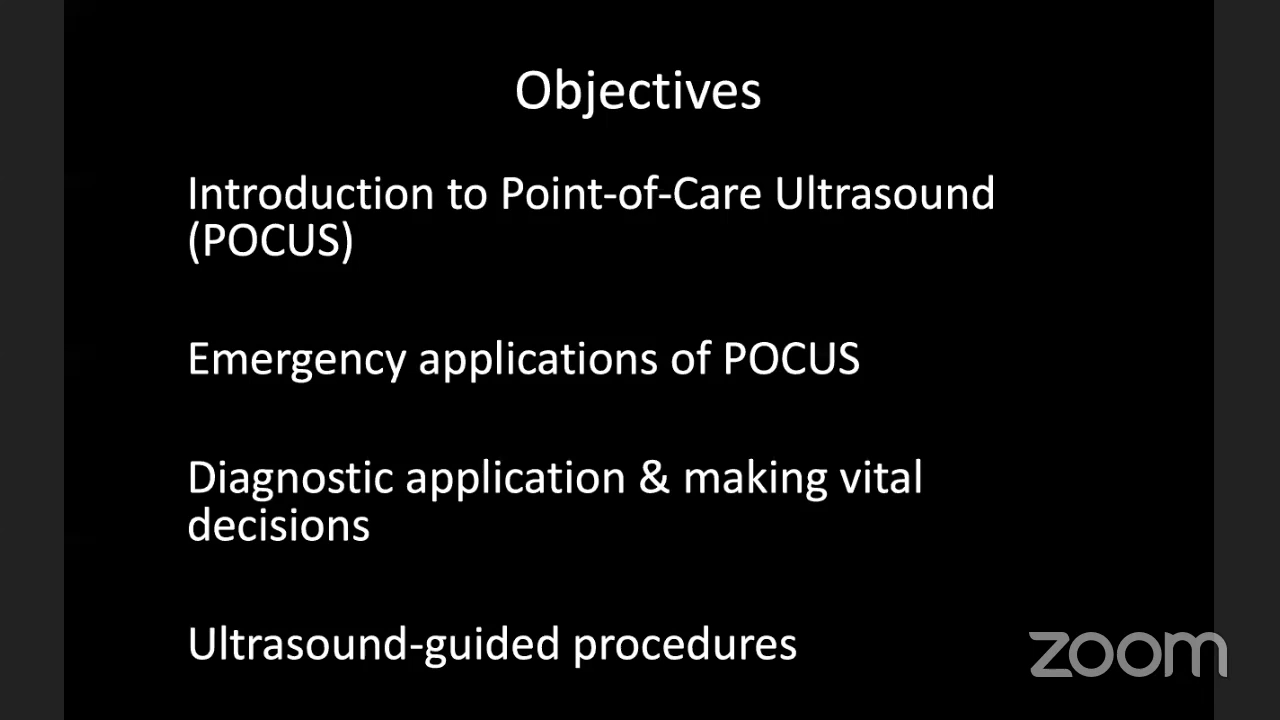 Objectives
Introduction to Point-of-Care Ultrasound
(POCUS)
Emergency applications of POCUS
Diagnostic application & making vital
decisions
Ultrasound-guided procedures
zoom